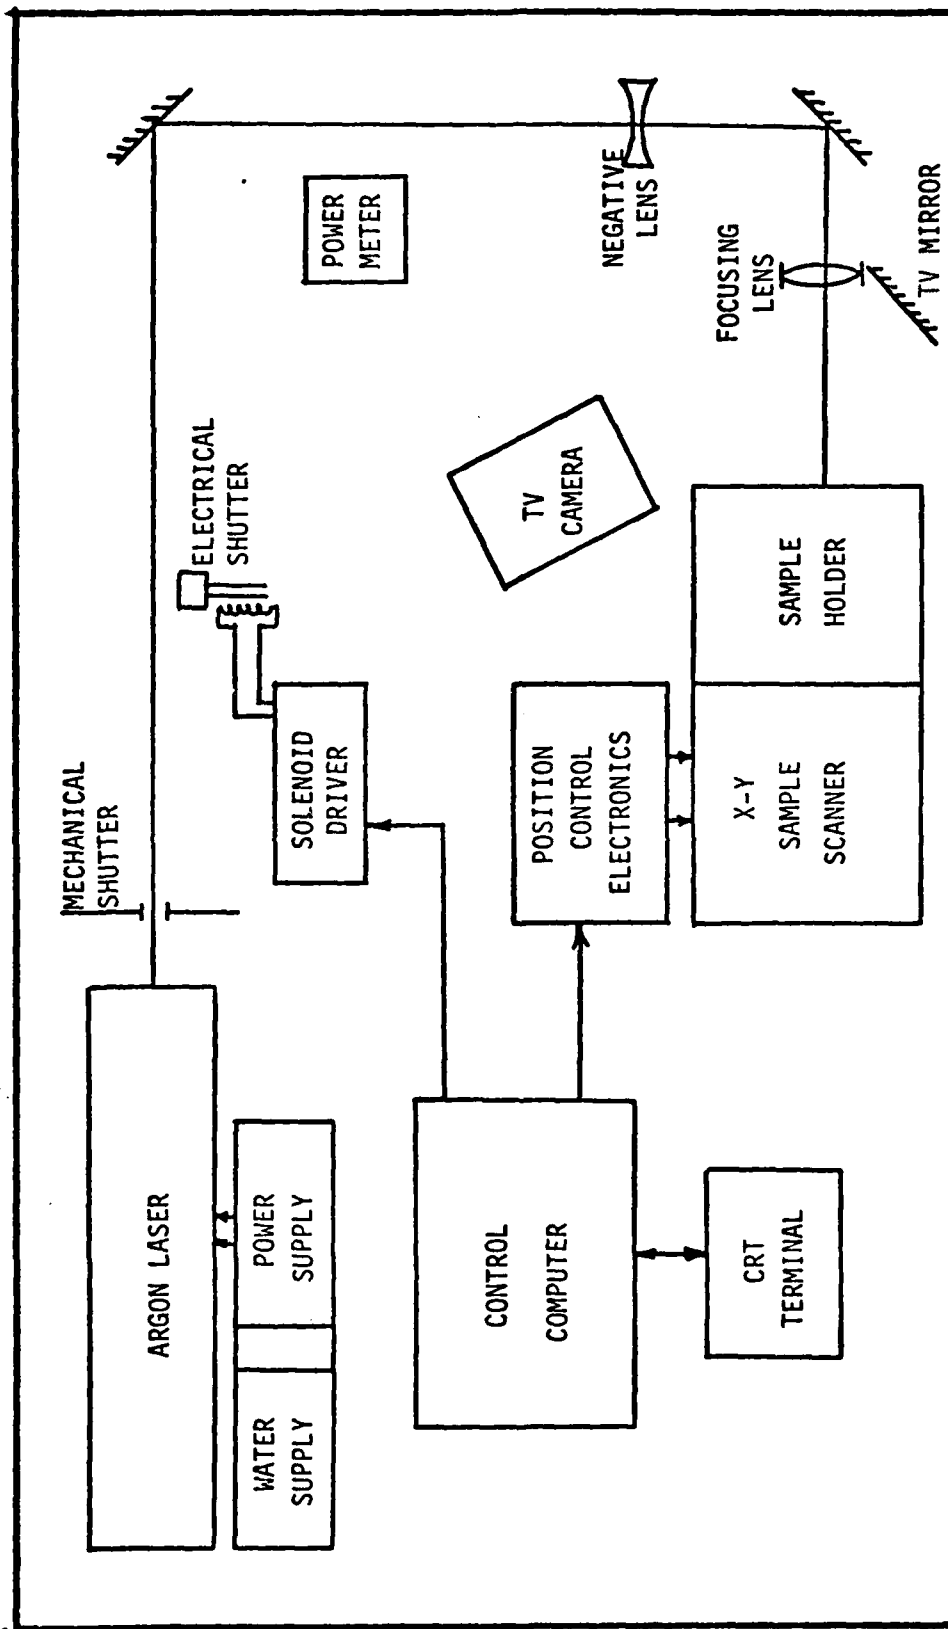 ARGON LASER
WATER
SUPPLY
POWER
SUPPLY
MECHANICAL
SHUTTER
ELECTRICAL
SHUTTER
SOLENOID
DRIVER
POWER
METER
CONTROL
COMPUTER
CRT
TERMINAL
POSITION
CONTROL
ELECTRONICS
X-Y
SAMPLE
SCANNER
SAMPLE
HOLDER
TV
CAMERA
NEGATIVE
LENS
FOCUSING
LENS
TV MIRROR